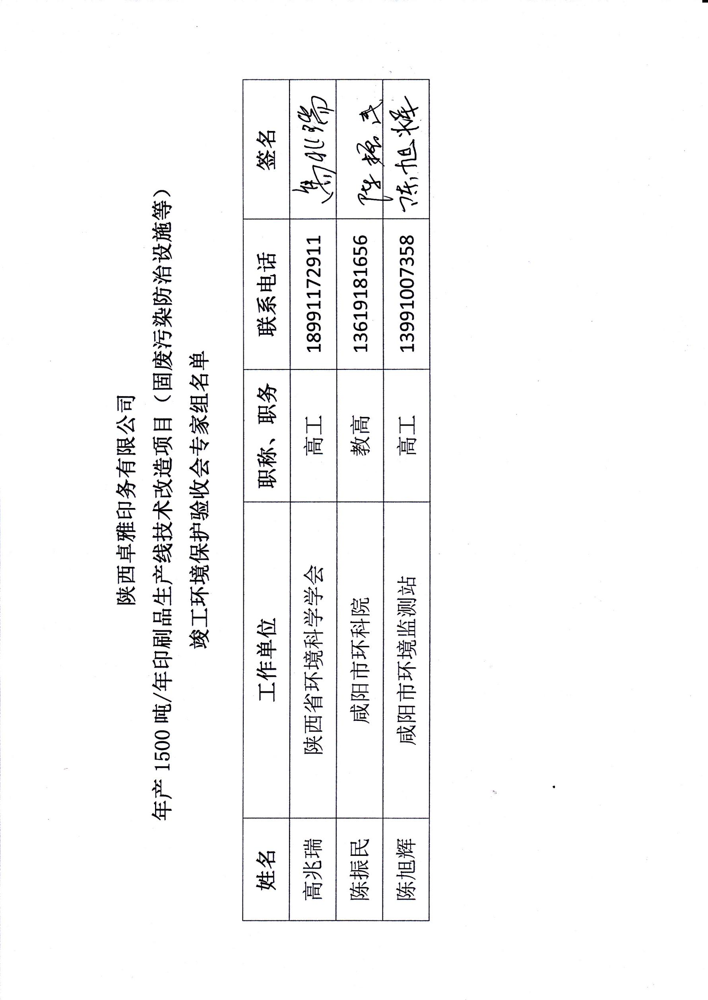 陕西卓雅印务有限公司
年产 1500 吨/年印刷品生产线技术改造项目（固废污染防治设施等）
竣工环境保护验收会专家组名单
姓名 工作单位 职称、职务 联系电话 签名
高兆瑞 陕西省环境科学学会 高工 18991172911 高兆瑞
陈振民 咸阳市环科院 教高 13619181656 陈振民
陈旭辉 咸阳市环境监测站 高工 13991007358 陈旭辉